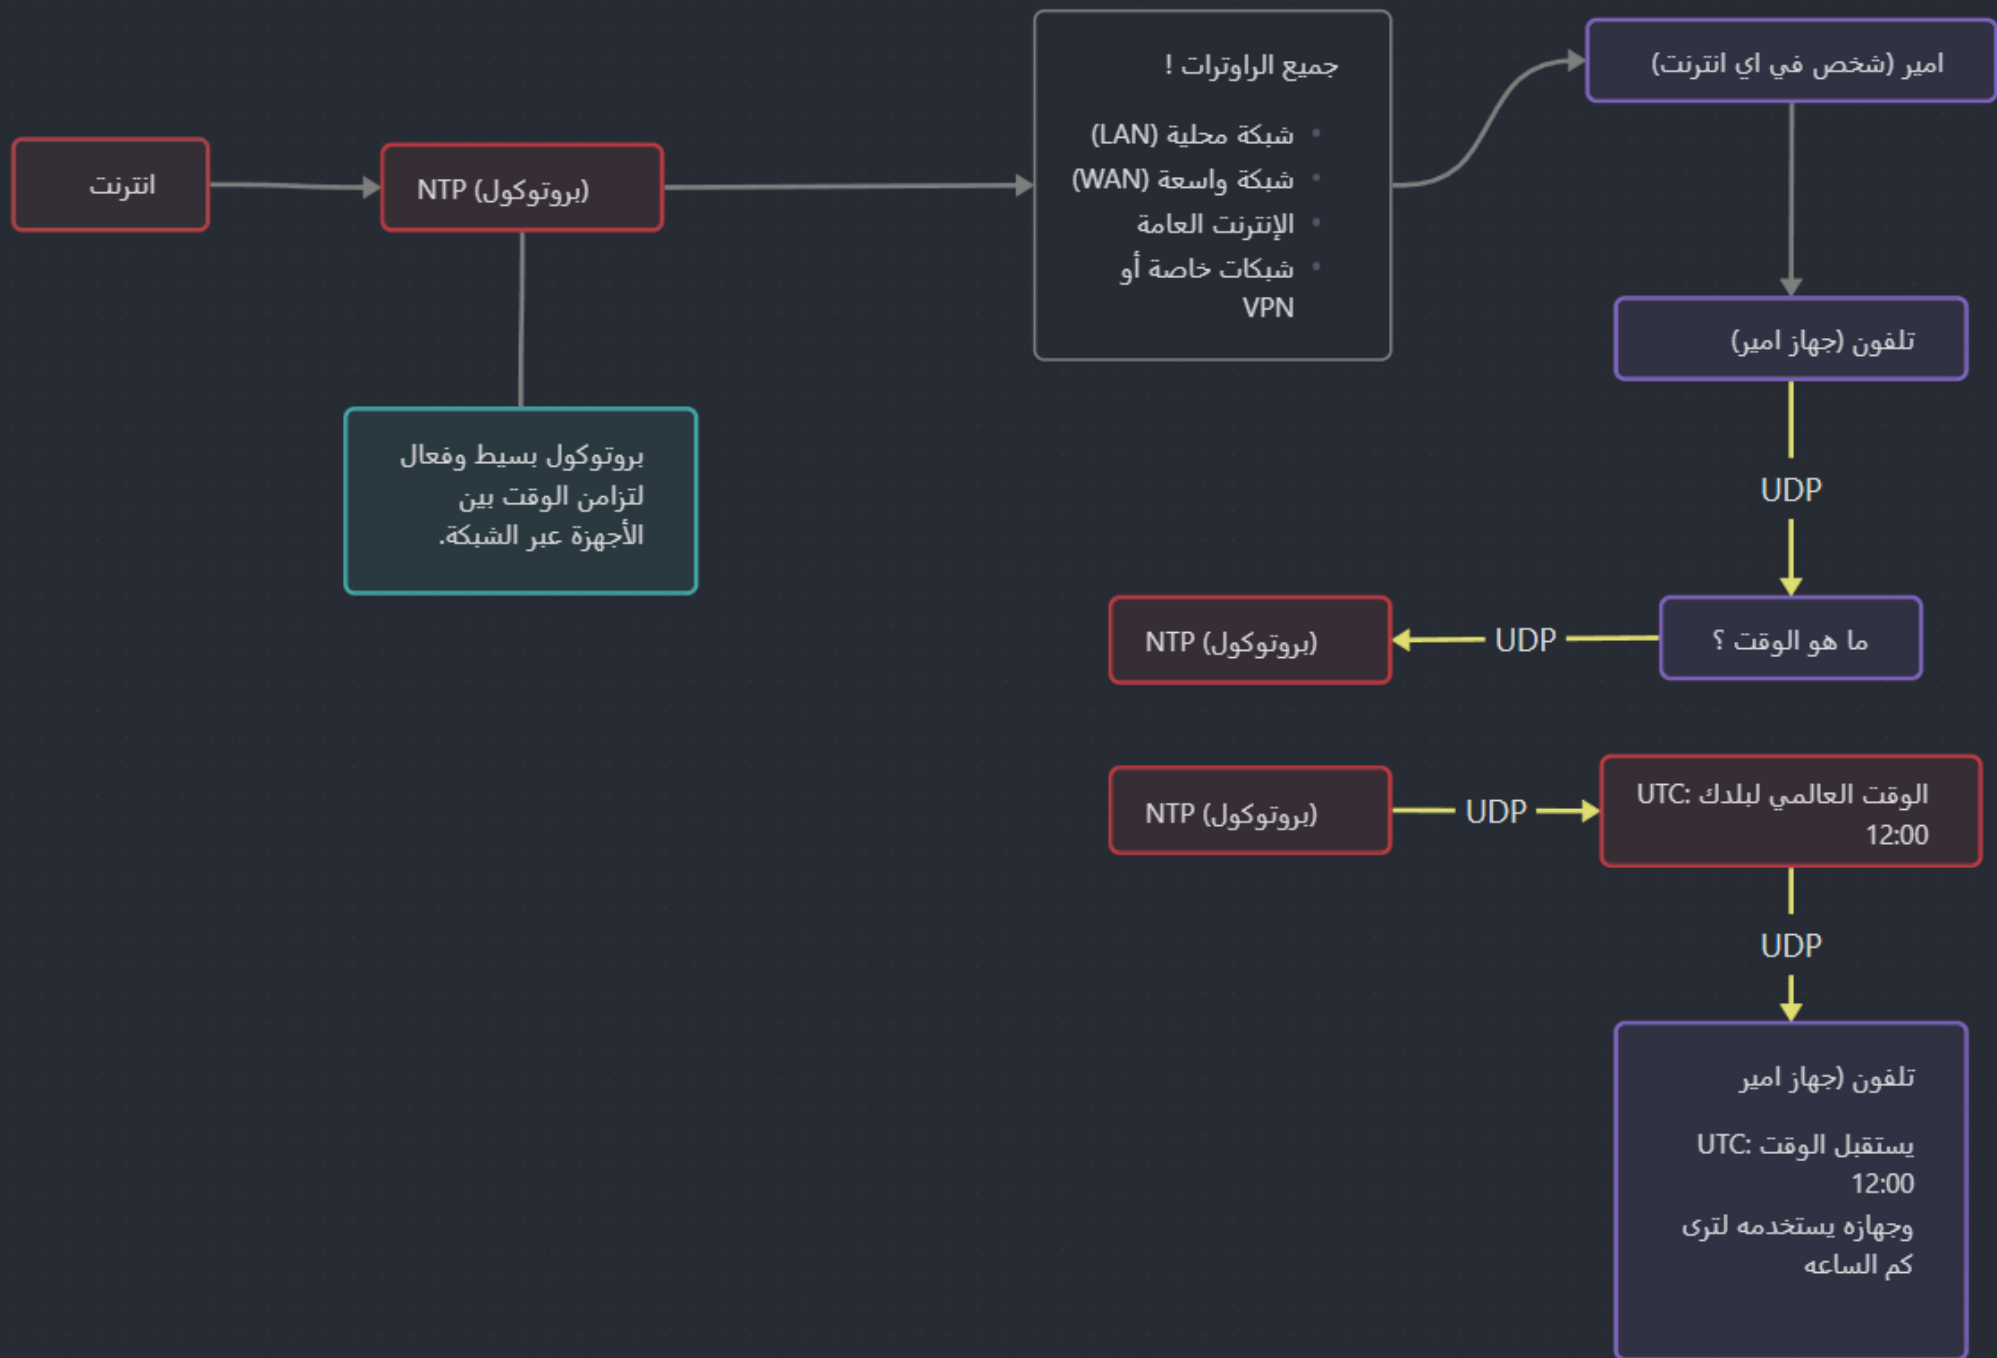 انترنت
NTP (بروتوكول)
بروتوكول بسيط وفعال
لتزامن الوقت بين
الأجهزة عبر الشبكة.
جميع الراوترات !
شبكة محلية (LAN)
شبكة واسعة (WAN)
الإنترنت العامة
شبكات خاصة أو
VPN
امير (شخص في اي انترنت)
تلفون (جهاز امير)
UDP
ما هو الوقت ؟
UDP
NTP (بروتوكول)
NTP (بروتوكول)
UDP
الوقت العالمي لبلدك UTC:
12:00
UDP
تلفون (جهاز امير
يستقبل الوقت UTC:
12:00
وجهازه يستخدمه لترى
كم الساعه